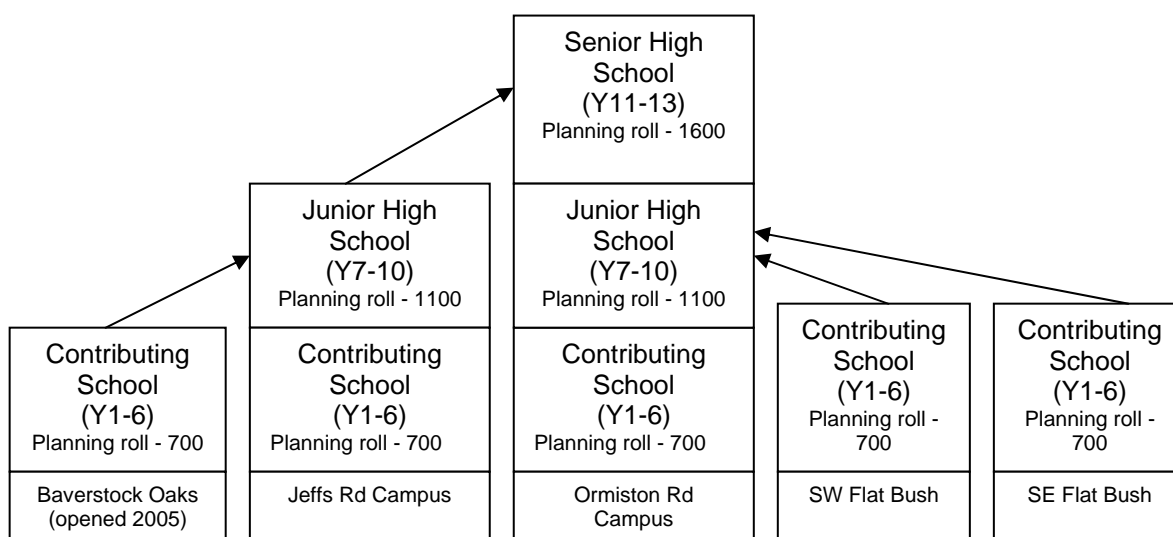 Senior High
School
(Y11-13)
Planning roll - 1600
Junior High
School
(Y7-10)
Planning roll - 1100
Junior High
School
(Y7-10)
Planning roll - 1100
Contributing
School
(Y1-6)
Planning roll - 700
Contributing
School
(Y1-6)
Planning roll - 700
Contributing
School
(Y1-6)
Planning roll - 700
Contributing
School
(Y1-6)
Planning roll -
700
Contributing
School
(Y1-6)
Planning roll -
700
Baverstock Oaks
(opened 2005)
Jeffs Rd Campus
Ormiston Rd
Campus
SW Flat Bush
SE Flat Bush